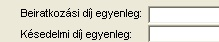 Beiratkozási díj egyenleg:
Késedelmi díj egyenleg: